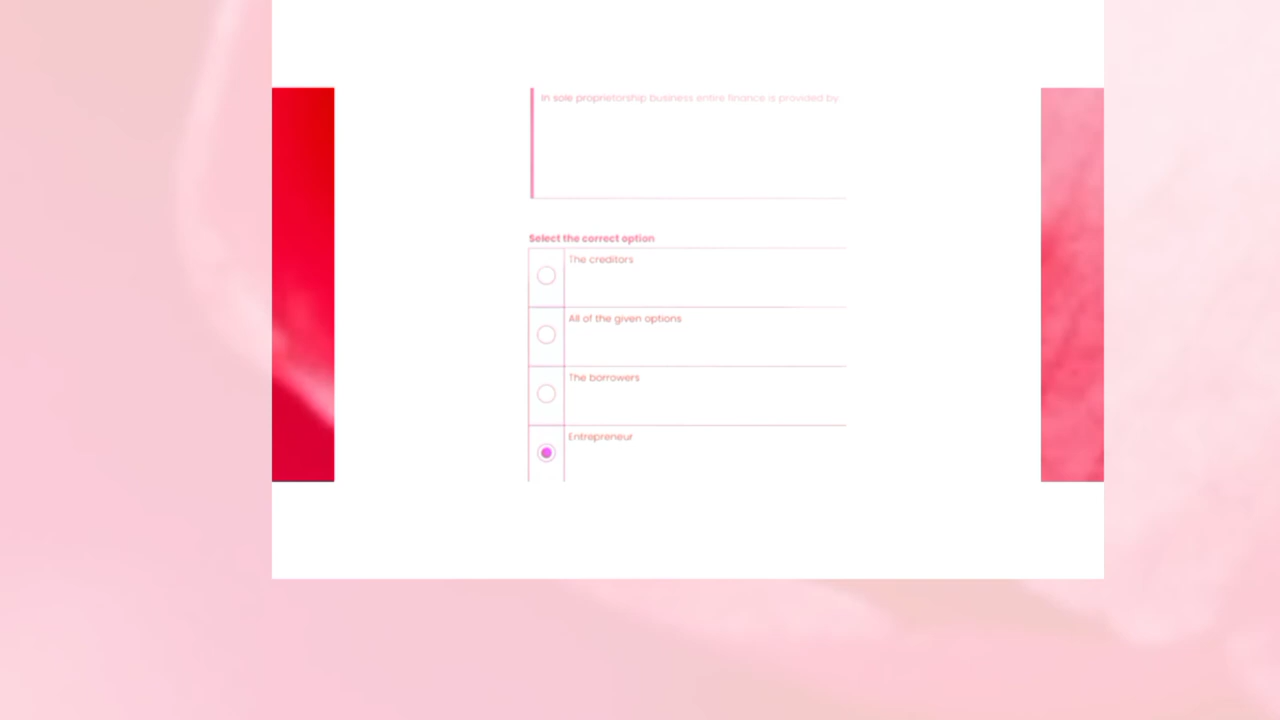 In sole proprietorship business entire finance is provided by
Select the correct option
The creditors
All of the given options
The borrowers
Entrepreneur